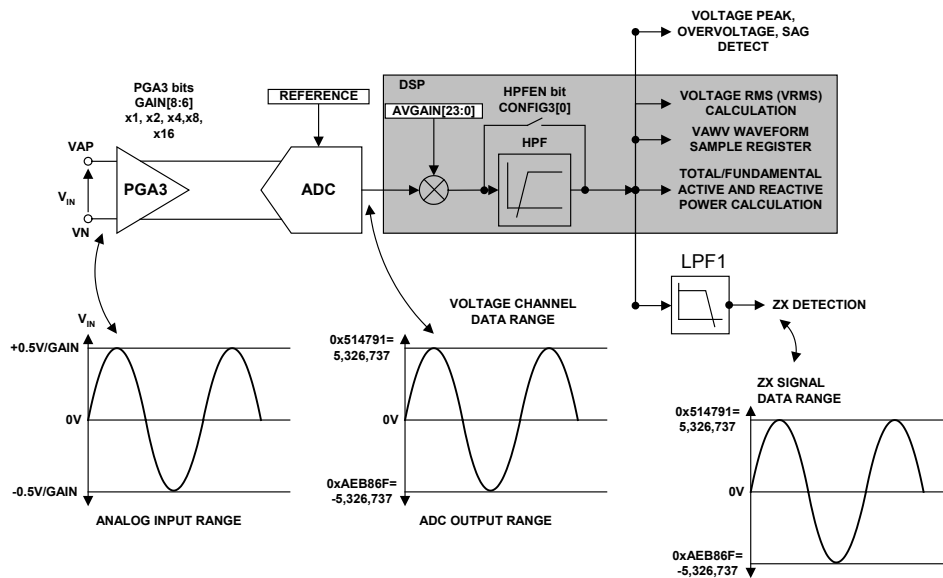 VOLTAGE PEAK,
OVERVOLTAGE, SAG
DETECT
PGA3 bits
GAIN[8:6]
x1, x2, x4,x8,
x16
REFERENCE
DSP
AVGAIN[23:0]
HPFEN bit
CONFIG3[0]
HPF
VOLTAGE RMS (VRMS)
CALCULATION
VAWV WAVEFORM
SAMPLE REGISTER
TOTAL/FUNDAMENTAL
ACTIVE AND REACTIVE
POWER CALCULATION
VAP
VIN
VN
PGA3
ADC
LPF1
ZX DETECTION
VIN
+0.5V/GAIN
0V
-0.5V/GAIN
ANALOG INPUT RANGE
VOLTAGE CHANNEL
DATA RANGE
0x514791=
5,326,737
0V
0xAEB86F=
-5,326,737
ADC OUTPUT RANGE
ZX SIGNAL
DATA RANGE
0x514791=
5,326,737
0V
0xAEB86F=
-5,326,737